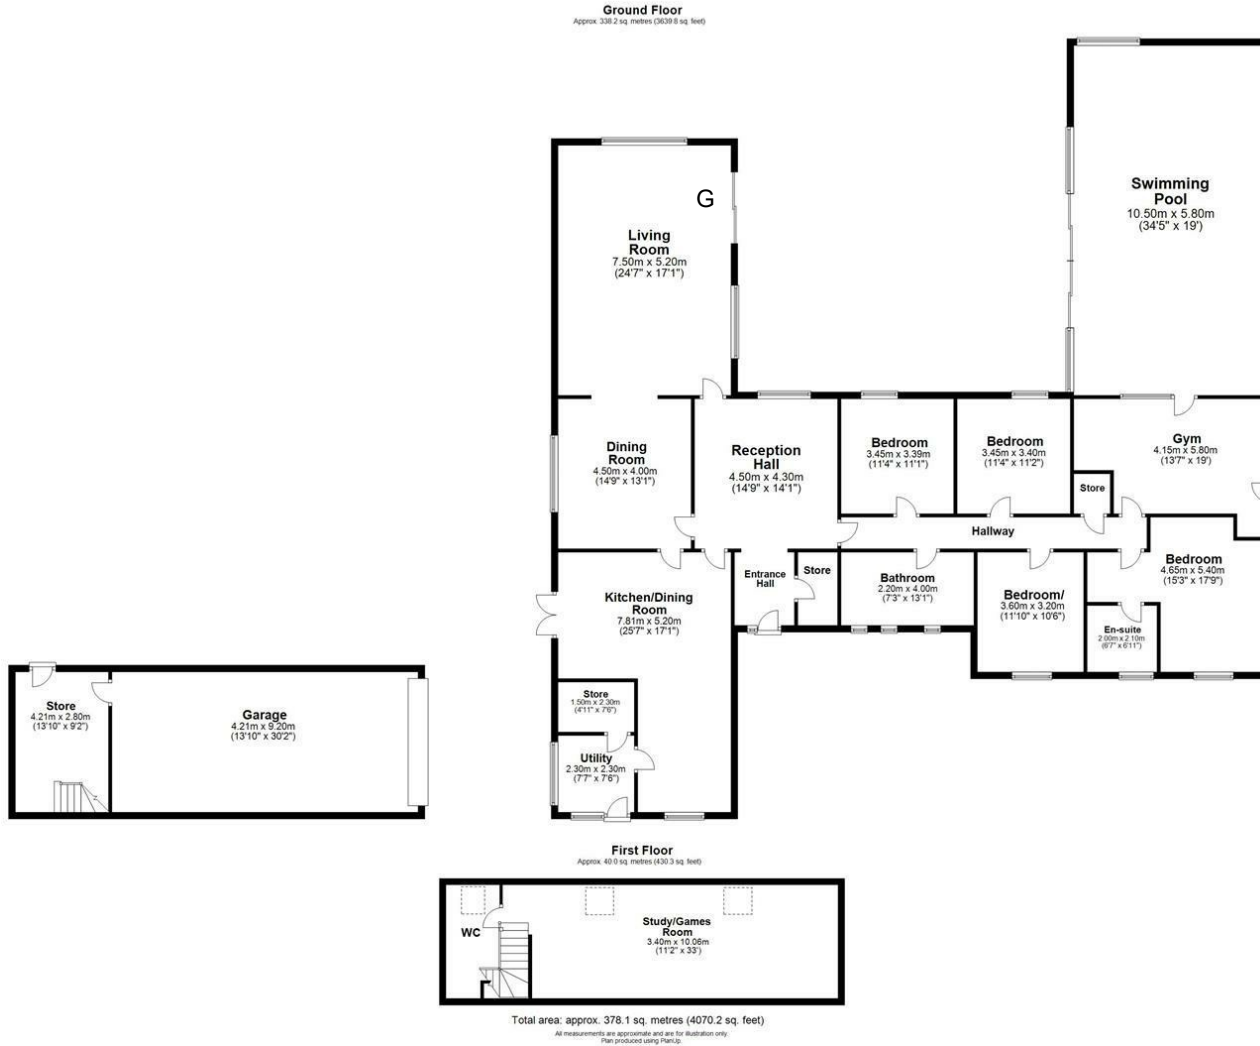 Ground Floor
Approx. 338.2 sq. metres (3639.8 sq. feet)
Swimming
Pool
10.50m x 5.80m
(34'5" x 19')
G
Living
Room
7.50m x 5.20m
(24'7" x 17'1")
Dining
Room
4.50m x 4.00m
(14'9" x 13'1")
Reception
Hall
4.50m x 4.30m
(14'9" x 14'1")
Bedroom
3.45m x 3.39m
(11'4" x 11'1")
Bedroom
3.45m x 3.40m
(11'4" x 11'2")
Gym
4.15m x 5.80m
(13'7" x 19')
Store
Hallway
Kitchen/Dining
Room
7.81m x 5.20m
(25'7" x 17'1")
Entrance
Hall
Store
Bathroom
2.20m x 4.00m
(7'3" x 13'1")
Bedroom/
3.60m x 3.20m
(11'10" x 10'6")
Bedroom
4.65m x 5.40m
(15'3" x 17'9")
En-suite
2.00m x 2.10m
(6'7" x 6'11")
Store
1.50m x 2.30m
(4'11" x 7'6")
Utility
2.30m x 2.30m
(7'7" x 7'6")
Store
4.21m x 2.80m
(13'10" x 9'2")
Garage
4.21m x 9.20m
(13'10" x 30'2")
First Floor
Approx. 40.0 sq. metres (430.3 sq. feet)
WC
Study/Games
Room
3.40m x 10.06m
(11'2" x 33')
Total area: approx. 378.1 sq. metres (4070.2 sq. feet)
All measurements are approximate and are for illustration only.
Plan produced using PlanUp.